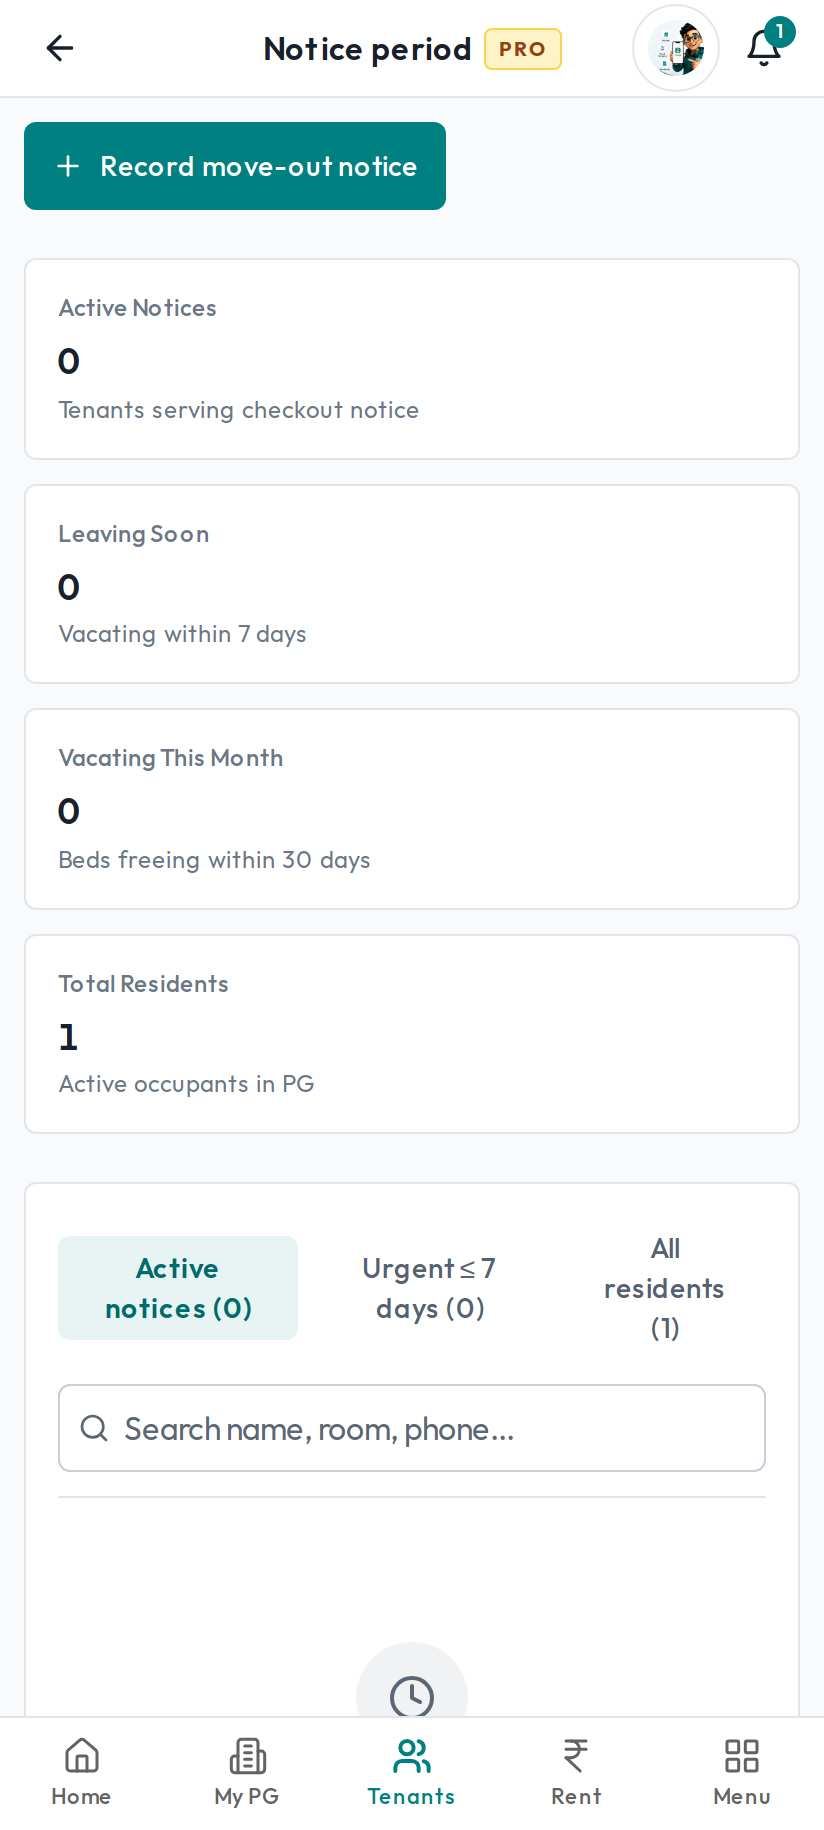 Notice period PRO
1
Record move-out notice
Active Notices
0
Tenants serving checkout notice
Leaving Soon
0
Vacating within 7 days
Vacating This Month
0
Beds freeing within 30 days
Total Residents
1
Active occupants in PG
Active
notices (0)
Urgent ≤ 7
days (0)
All
residents
(1)
Search name, room, phone...
Home
My PG
Tenants
Rent
Menu